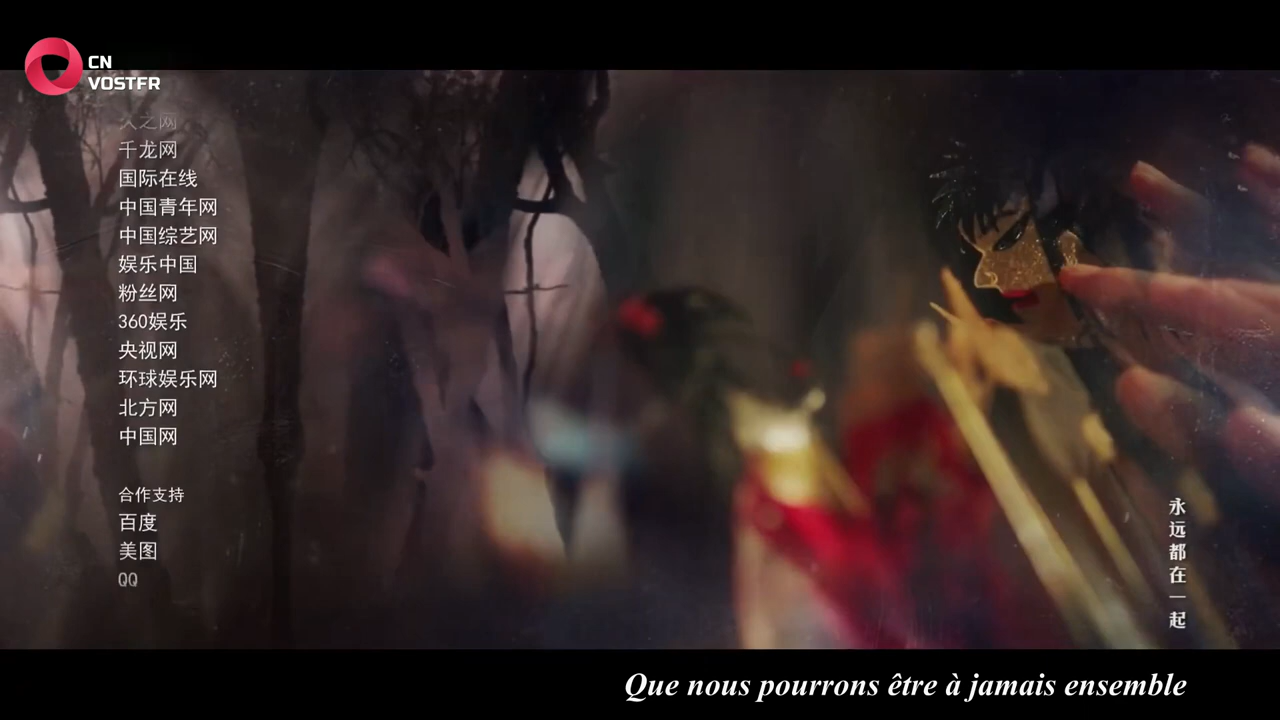 CN
VOSTFR
千龙网
国际在线
中国青年网
中国综艺网
娱乐中国
粉丝网
360娱乐
央视网
环球娱乐网
北方网
中国网
合作支持
百度
美图
QQ
永远都在一起
Que nous pourrons être à jamais ensemble